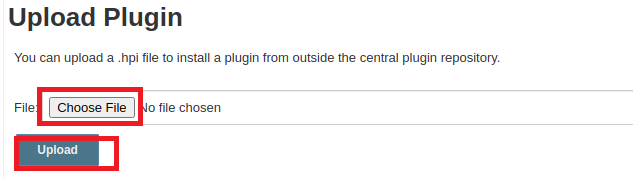 Upload Plugin
You can upload a .hpi file to install a plugin from outside the central plugin repository.
File: Choose File No file chosen
Upload